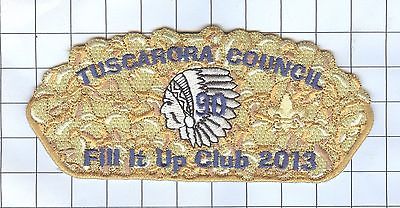 TUSCARORA COUNCIL
90
Fill It Up Club 2013